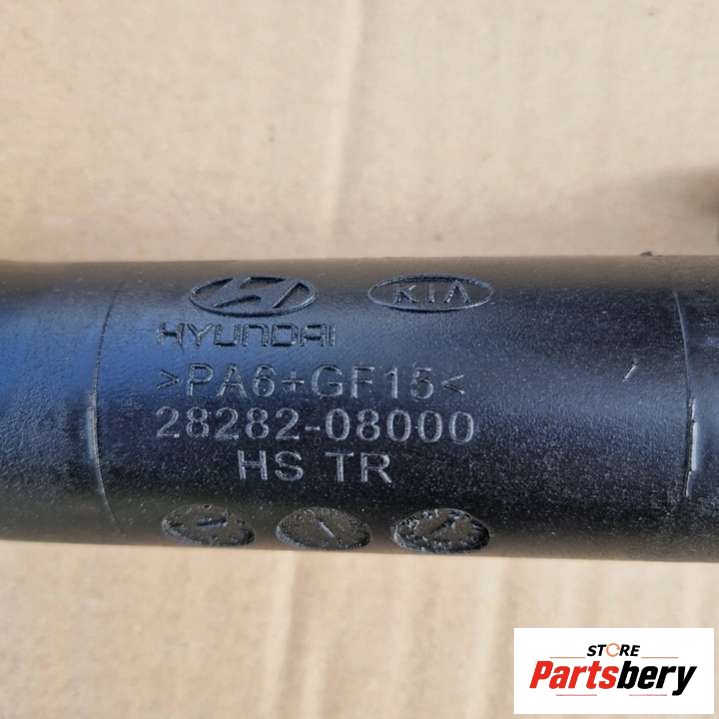 KIA
HYUNDAI
>PA6+GF15<
28282-08000
HS TR
STORE
Partsbery